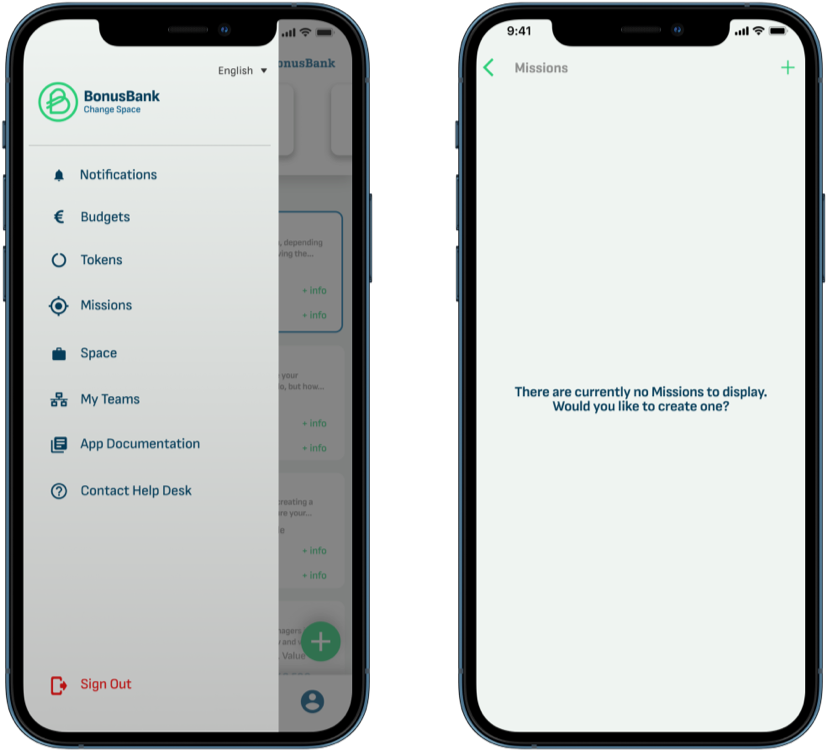 English
BonusBank
Change Space
Notifications
Budgets
Tokens
Missions
Space
My Teams
App Documentation
Contact Help Desk
Sign Out
onusBank
, depending
ing the...
+ info
+ info
your
o, but how...
+ info
+ info
reating a
re your...
e
+ info
+ info
nagers
and
Value
9:41
Missions
There are currently no Missions to display.
Would you like to create one?